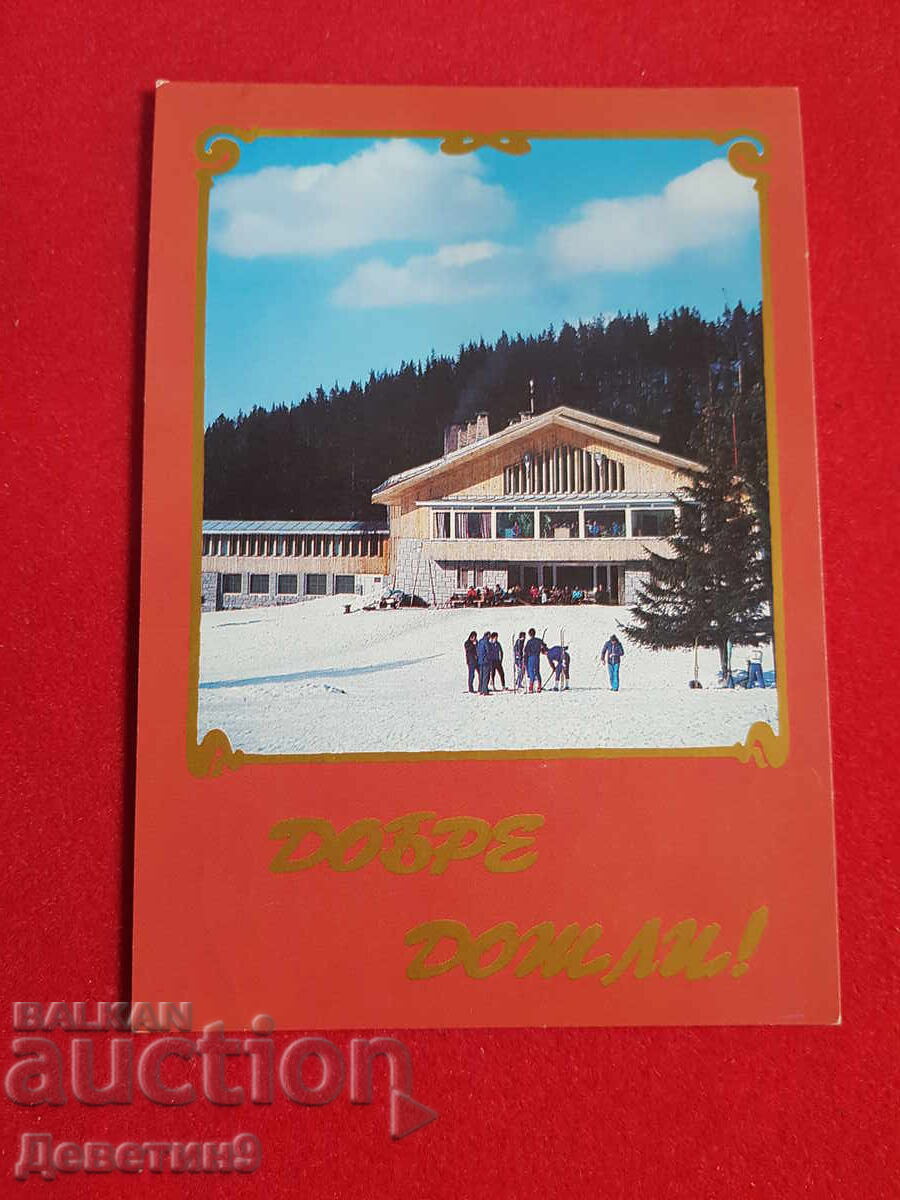 ДОБРЕ
ДОШЛИ!
BALKAN
auction
Деветин9